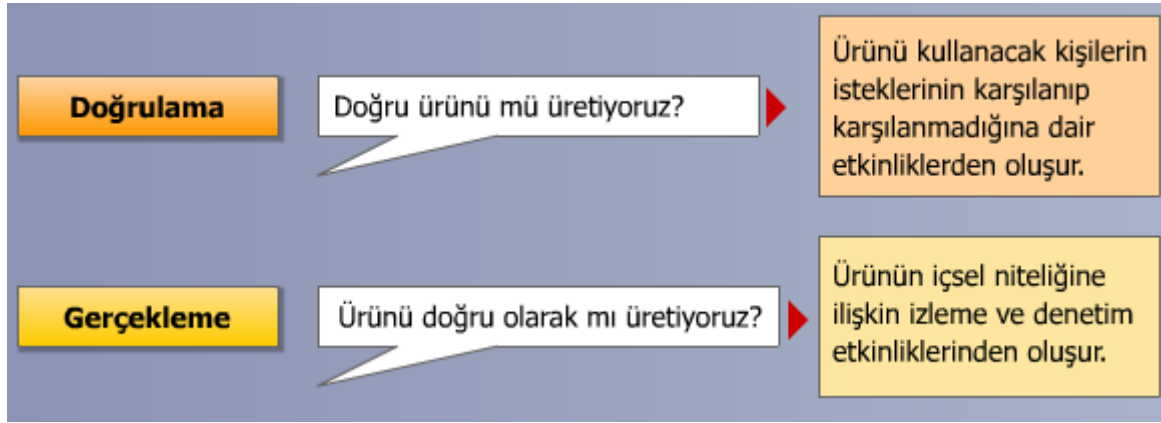 Doğrulama
Doğru ürünü mü üretiyoruz?
Ürünü kullanacak kişilerin
isteklerinin karşılanıp
karşılanmadığına dair
etkinliklerden oluşur.
Gerçekleme
Ürünü doğru olarak mı üretiyoruz?
Ürünün içsel niteliğine
ilişkin izleme ve denetim
etkinliklerinden oluşur.